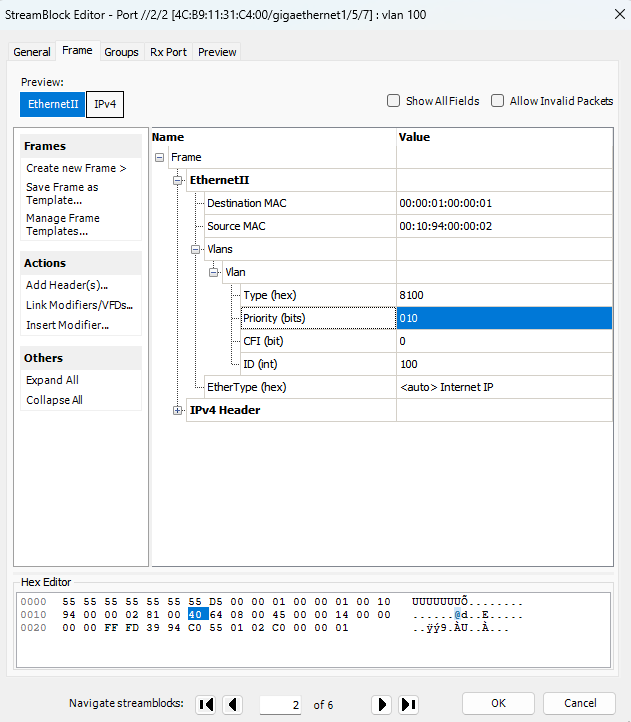 StreamBlock Editor - Port //2/2 [4C:B9:11:31:C4:00/gigaethernet1/5/7] : vlan 100
General Frame Groups Rx Port Preview
Preview:
EthernetII IPv4
Show All Fields Allow Invalid Packets
Frames
Create new Frame >
Save Frame as
Template...
Manage Frame
Templates...
Actions
Add Header(s)...
Link Modifiers/VFDs...
Insert Modifier...
Others
Expand All
Collapse All
Name Value
Frame
EthernetII
Destination MAC 00:00:01:00:00:01
Source MAC 00:10:94:00:00:02
Vlans
Vlan
Type (hex) 8100
Priority (bits) 010
CFI (bit) 0
ID (int) 100
EtherType (hex) <auto> Internet IP
IPv4 Header
Hex Editor
0000 55 55 55 55 55 55 55 D5 00 00 01 00 00 01 00 10 UUUUUUUÕ........
0010 94 00 00 02 81 00 40 64 08 00 45 00 00 14 00 00 ......@d..E.....
0020 00 00 FF FD 39 94 C0 55 01 02 C0 00 00 01 ..ÿý9.ÀU..À...
Navigate streamblocks: 2 of 6 OK Cancel